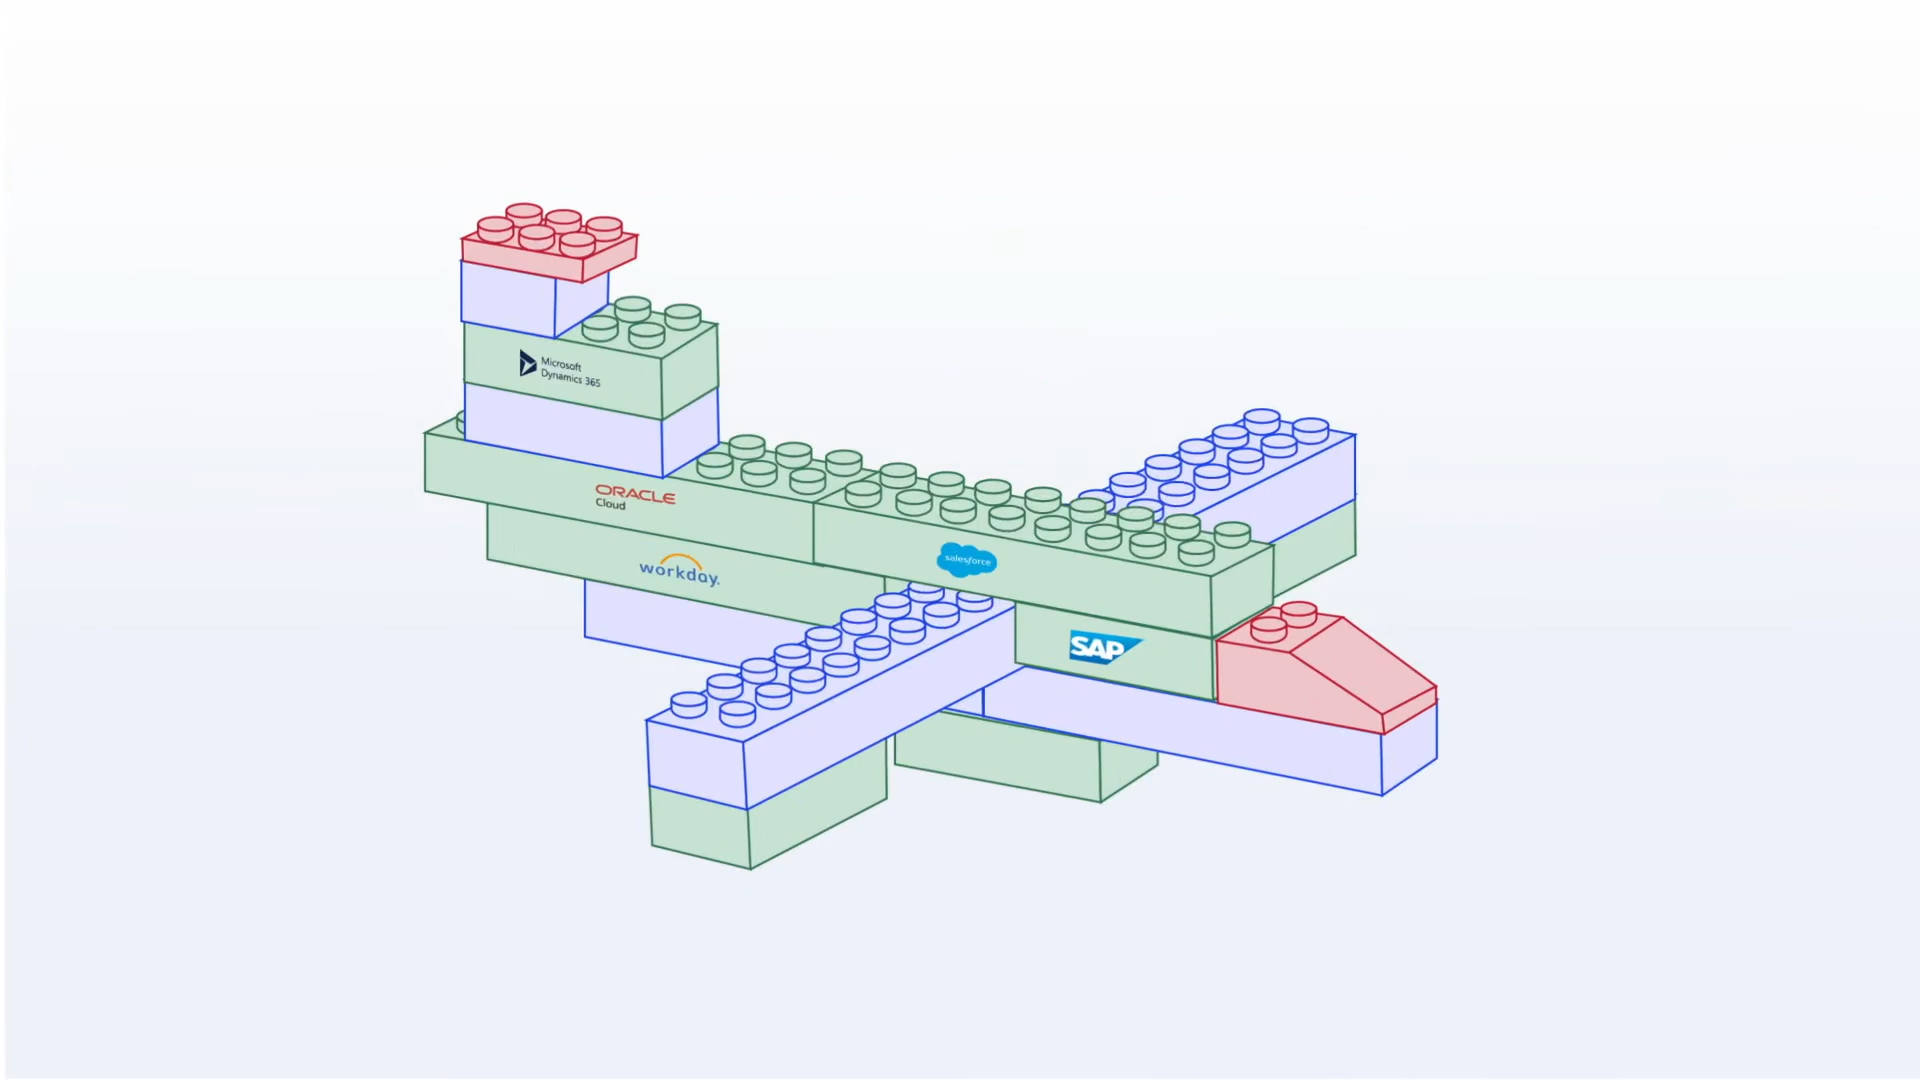 Microsoft
Dynamics 365
ORACLE
Cloud
workday.
salesforce
SAP